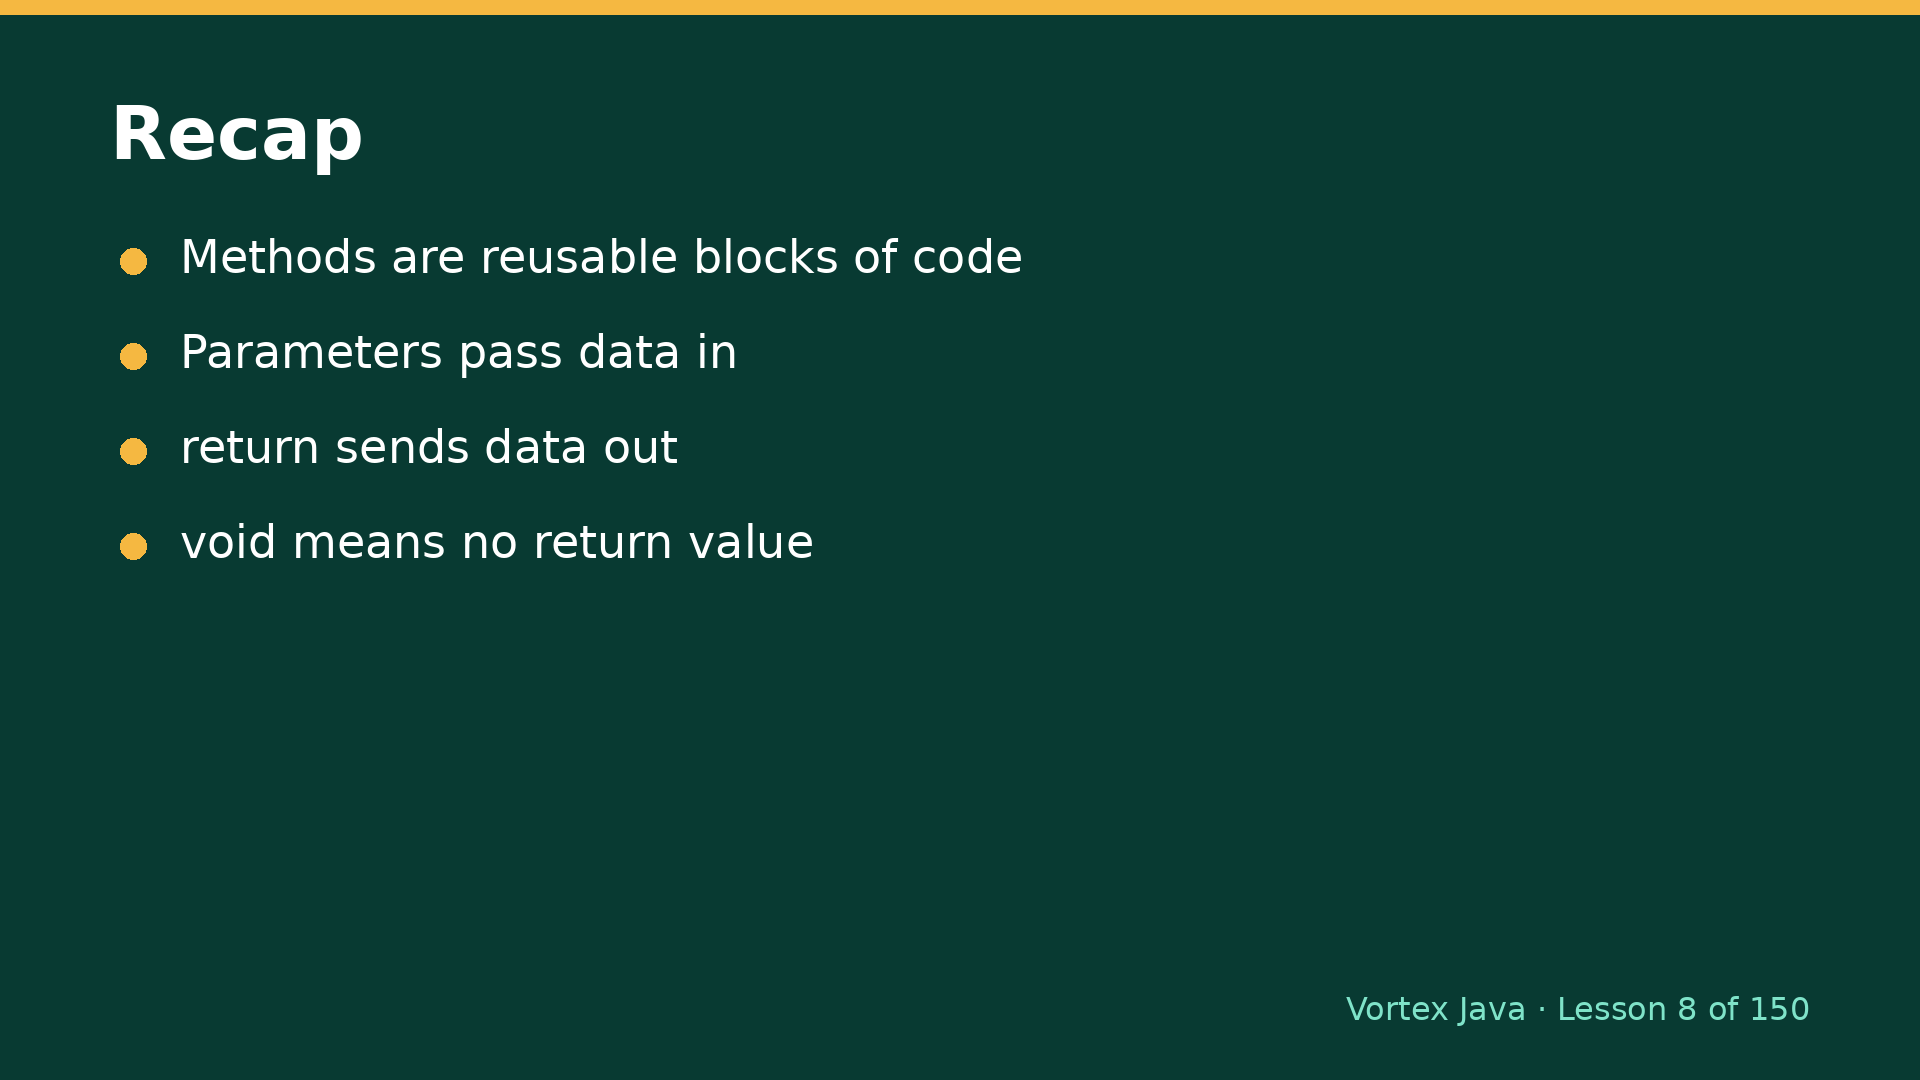 Recap
Methods are reusable blocks of code
Parameters pass data in
return sends data out
void means no return value
Vortex Java · Lesson 8 of 150